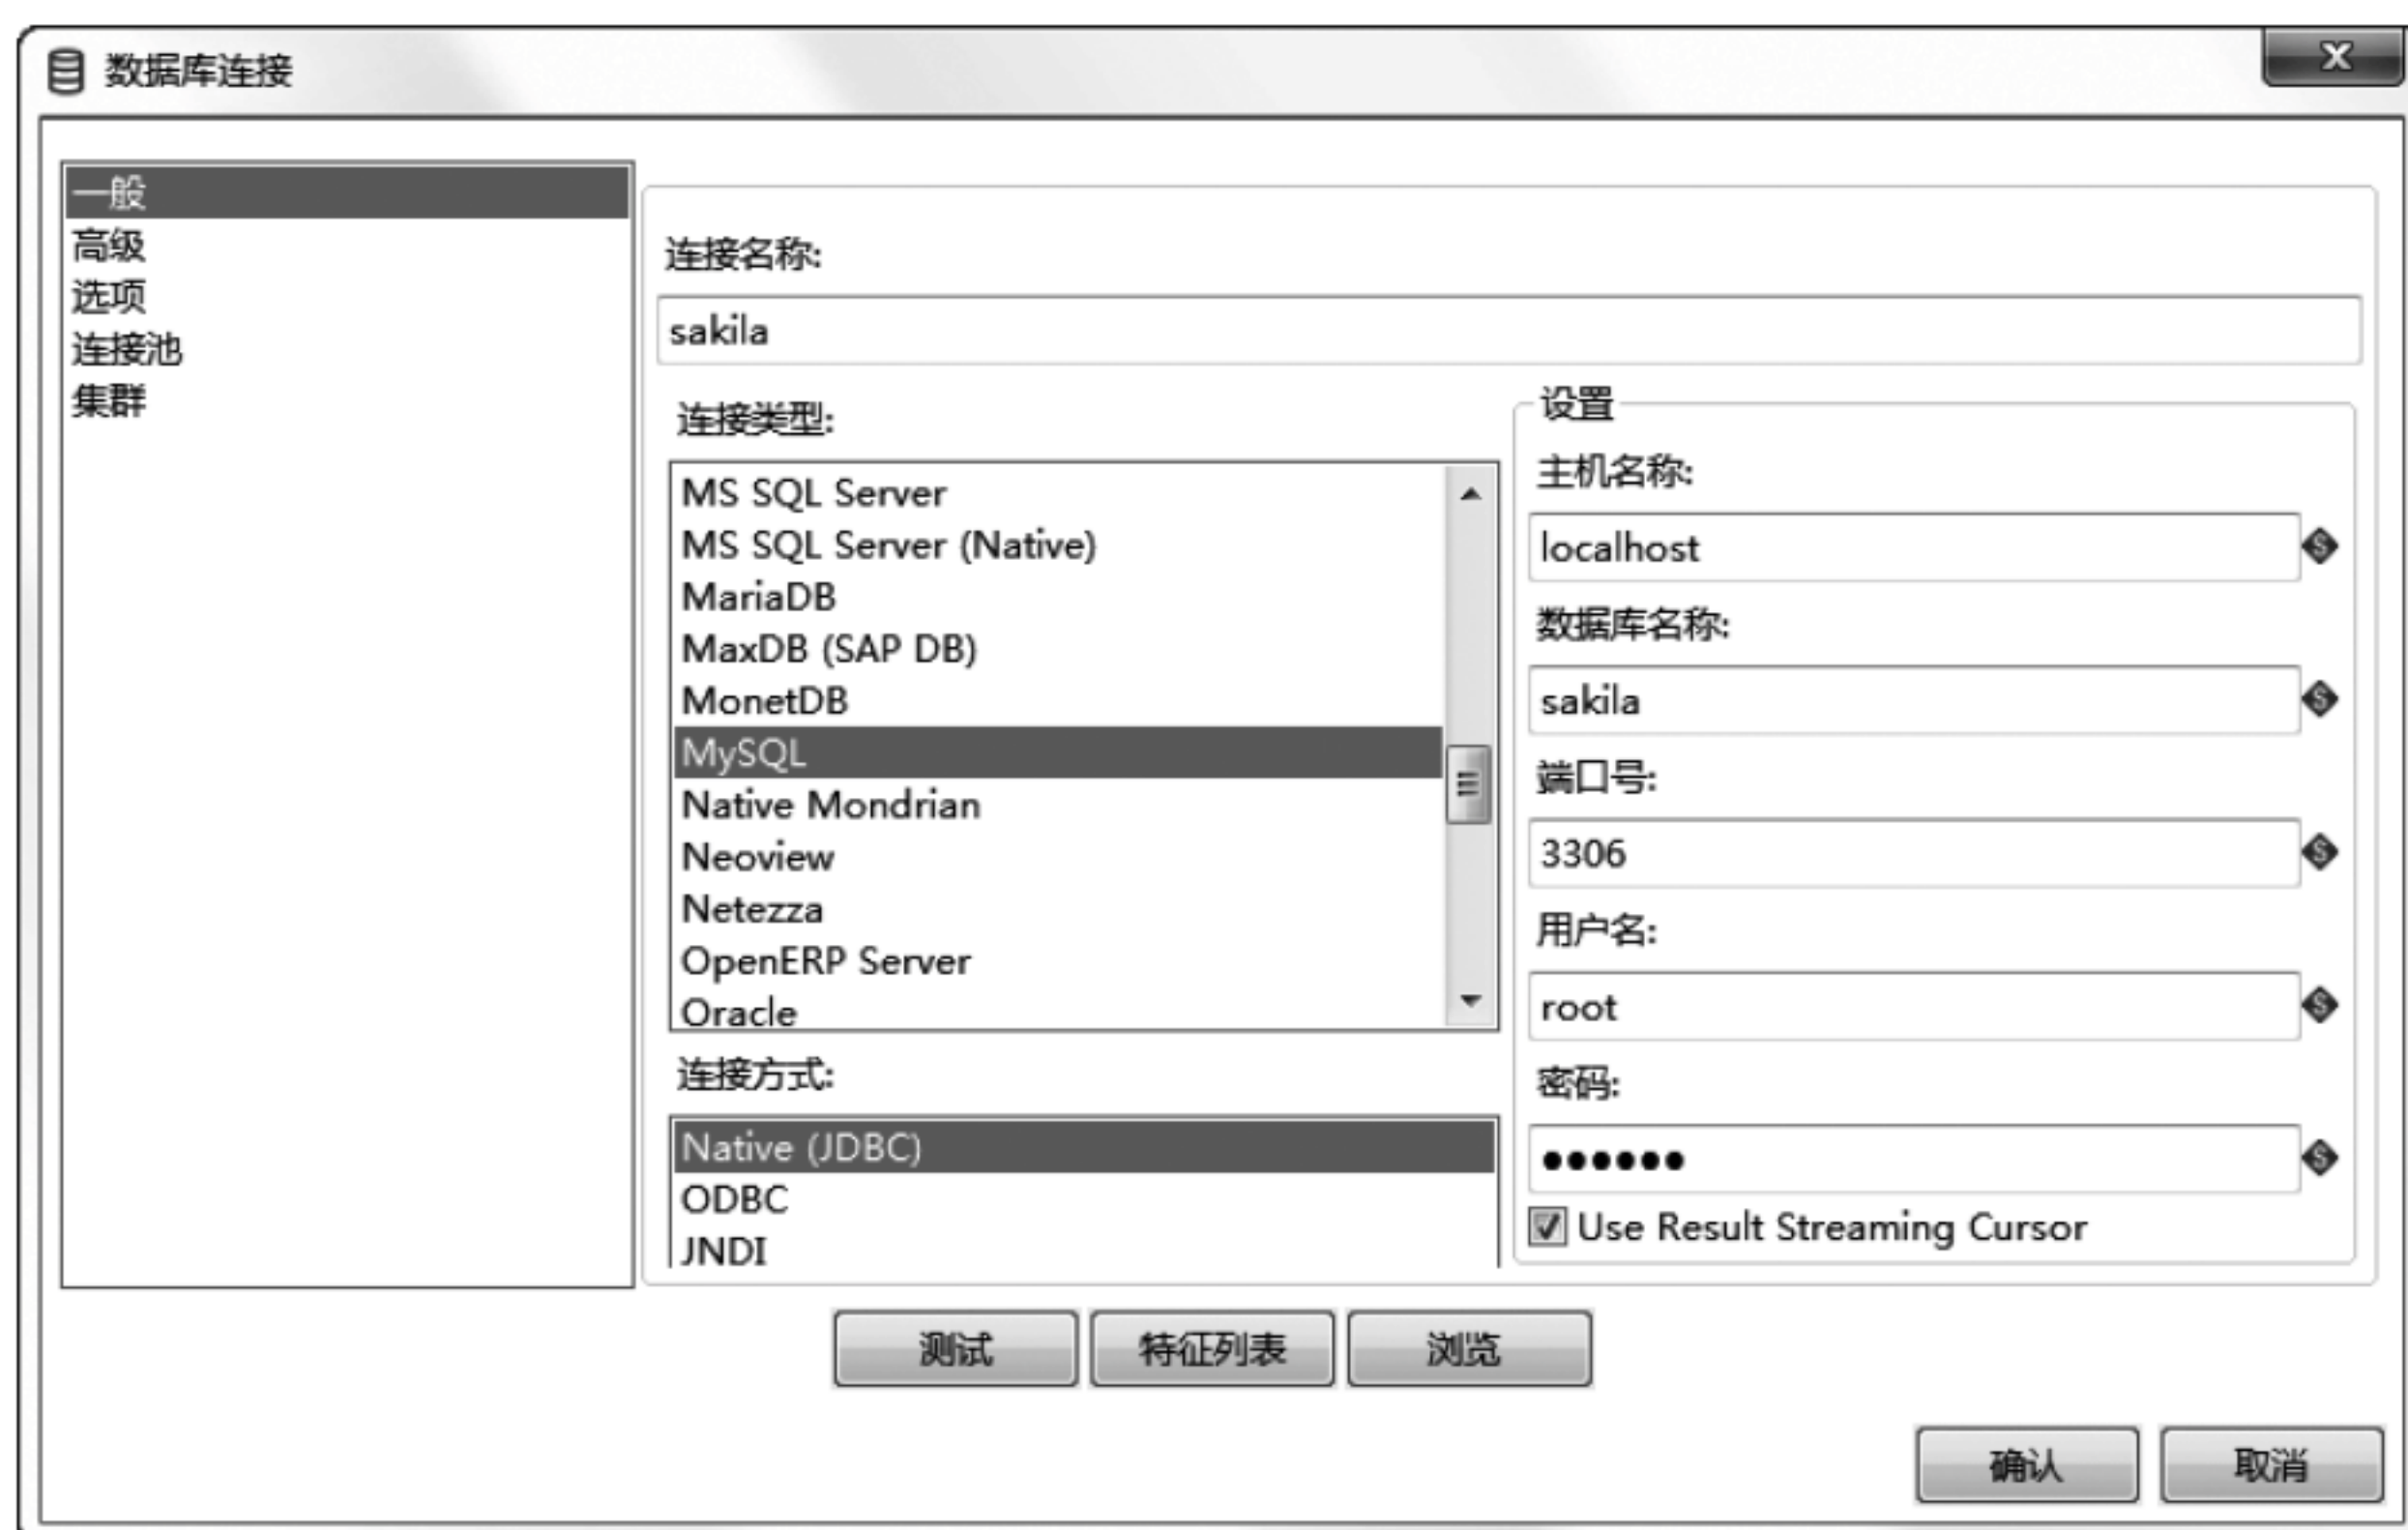 数据库连接
一般
高级
选项
连接池
集群
连接名称:
sakila
连接类型:
MS SQL Server
MS SQL Server (Native)
MariaDB
MaxDB (SAP DB)
MonetDB
MySQL
Native Mondrian
Neoview
Netezza
OpenERP Server
Oracle
连接方式:
Native (JDBC)
ODBC
JNDI
设置
主机名称:
localhost
数据库名称:
sakila
端口号:
3306
用户名:
root
密码:
●●●●●●
Use Result Streaming Cursor
测试 特征列表 浏览
确认 取消